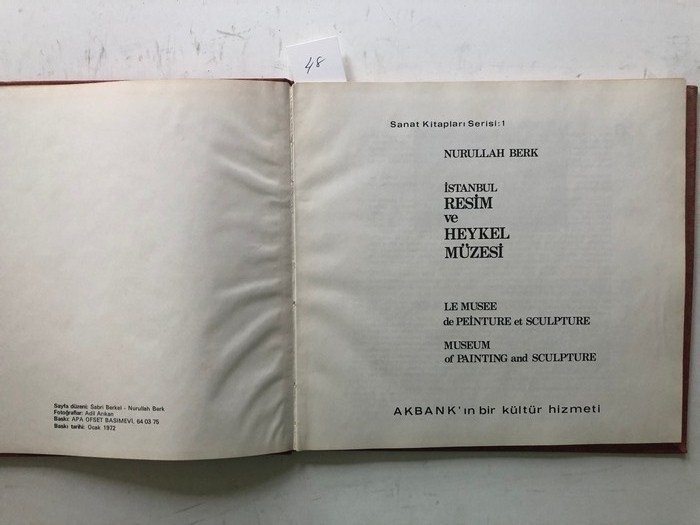 48
Sayfa düzeni: Sabri Berkel - Nurullah Berk
Fotoğraflar: Adil Arıkan
Baskı: APA OFSET BASIMEVİ, 64 03 75
Baskı tarihi: Ocak 1972
Sanat Kitapları Serisi:1
NURULLAH BERK
İSTANBUL
RESİM
ve
HEYKEL
MÜZESİ
LE MUSEE
de PEİNTURE et SCULPTURE
MUSEUM
of PAINTING and SCULPTURE
AKBANK'ın bir kültür hizmeti